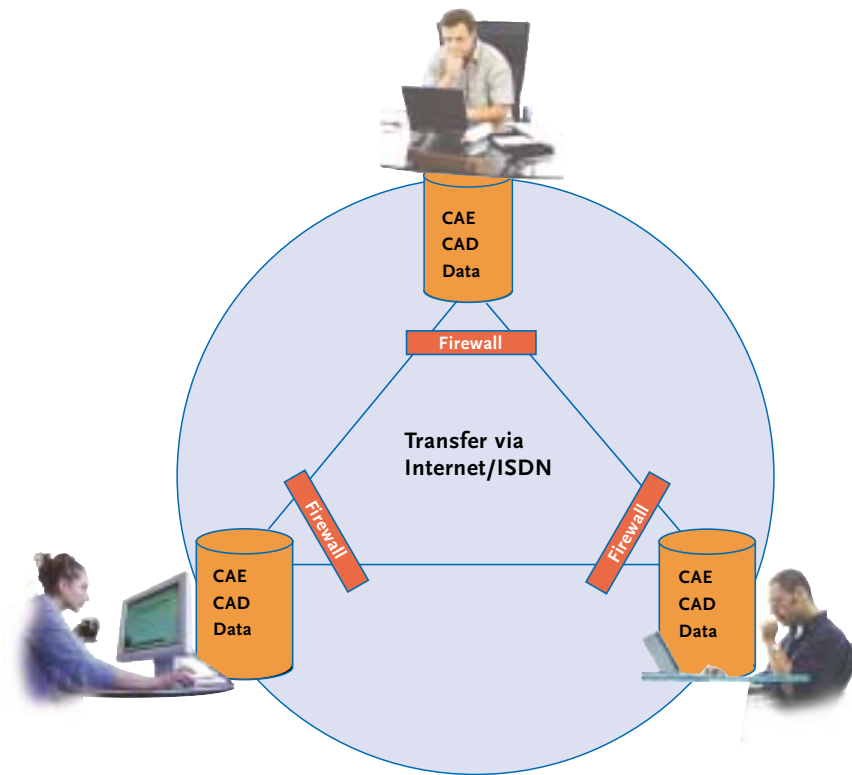 CAE
CAD
Data
Firewall
Transfer via
Internet/ISDN
Firewall
Firewall
CAE
CAD
Data
CAE
CAD
Data